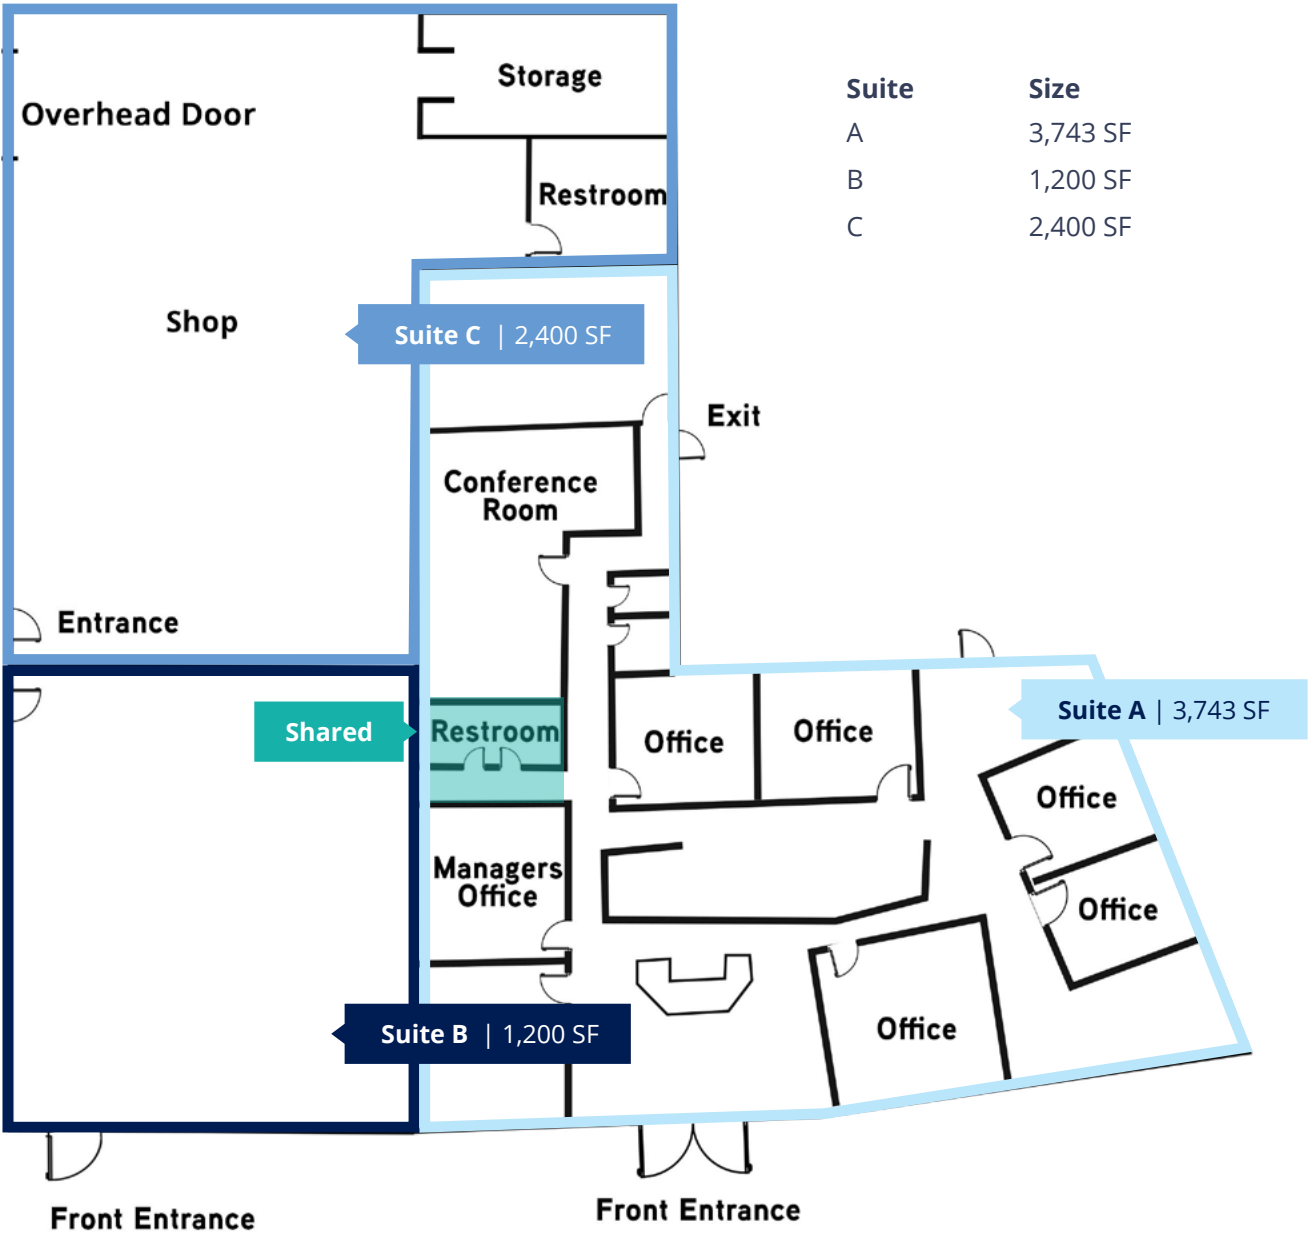 Suite Size
A 3,743 SF
B 1,200 SF
C 2,400 SF
Storage
Overhead Door
Restroom
Shop
Suite C | 2,400 SF
Exit
Conference
Room
Entrance
Suite A | 3,743 SF
Shared
Restroom
Office
Office
Office
Managers
Office
Office
Office
Suite B | 1,200 SF
Front Entrance
Front Entrance